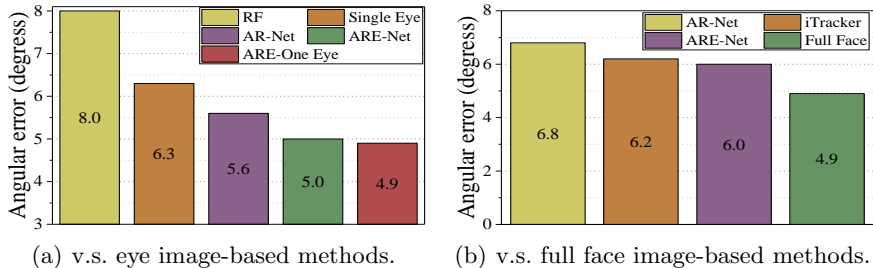 Angular error (degress)
8
7
6
5
4
3
RF
Single Eye
AR-Net
ARE-Net
ARE-One Eye
8.0
6.3
5.6
5.0
4.9
(a) v.s. eye image-based methods.
Angular error (degress)
8
6
4
2
0
AR-Net
iTracker
ARE-Net
Full Face
6.8
6.2
6.0
4.9
(b) v.s. full face image-based methods.